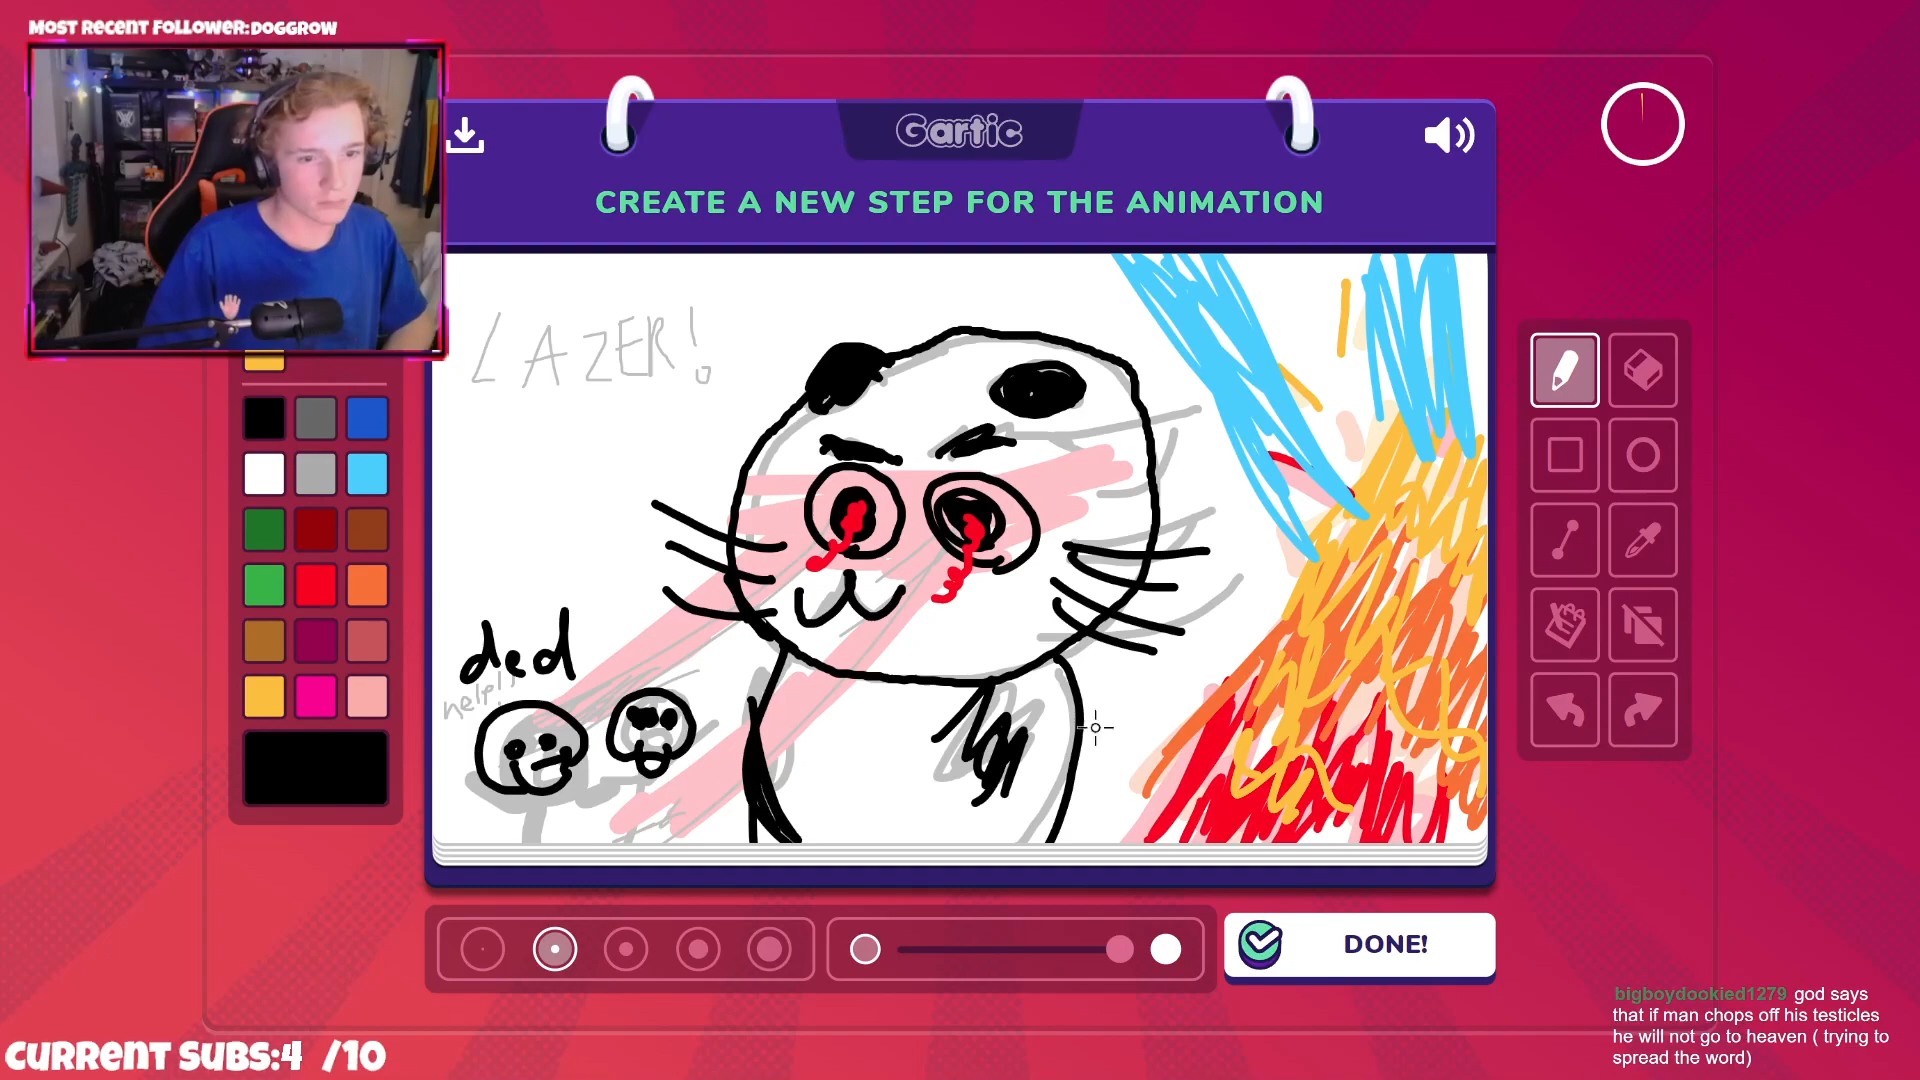 MOST RECENT FOLLOWER:DOGGROW
Gartic
CREATE A NEW STEP FOR THE ANIMATION
LAZER!
ded
help!!
DONE!
bigboydookied1279 god says
that if man chops off his testicles
he will not go to heaven ( trying to
spread the word)
CURRENT SUBS:4 /10